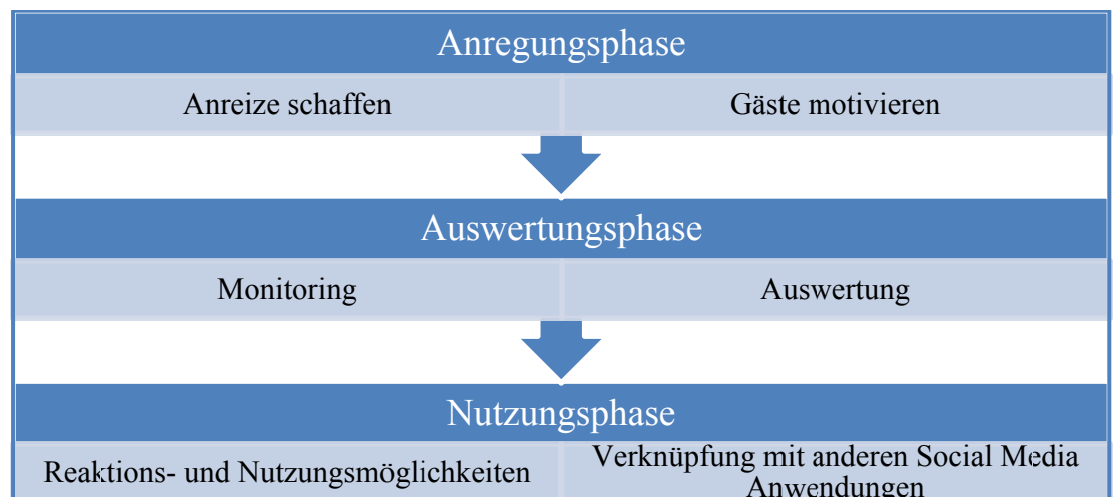 Anregungsphase
Anreize schaffen
Gäste motivieren
Auswertungsphase
Monitoring
Auswertung
Nutzungsphase
Reaktions- und Nutzungsmöglichkeiten
Verknüpfung mit anderen Social Media
Anwendungen